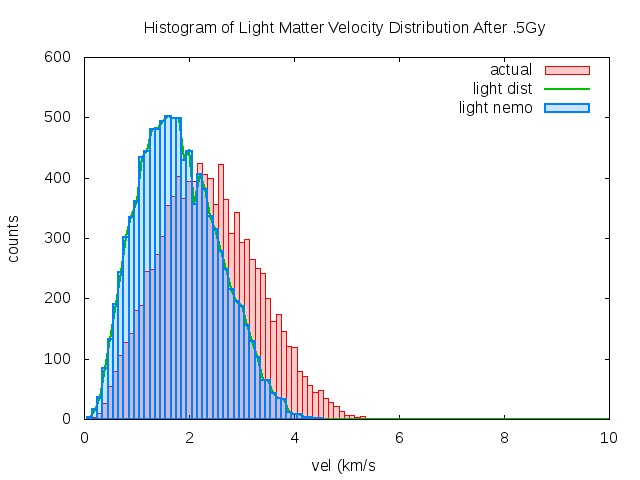 Histogram of Light Matter Velocity Distribution After .5Gy
600
500
400
300
200
100
0
counts
actual
light dist
light nemo
0 2 4 6 8 10
vel (km/s